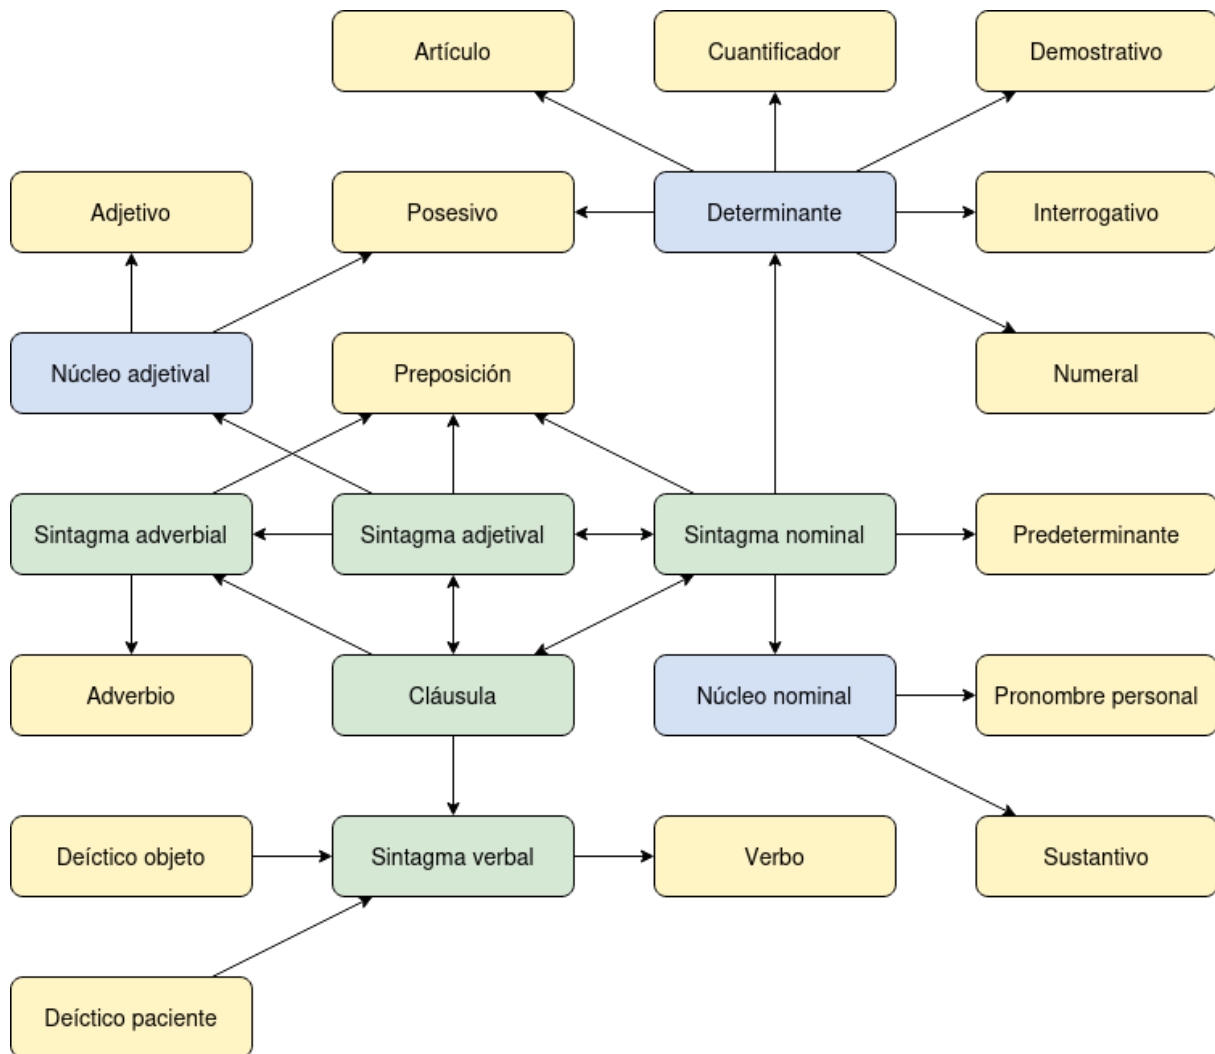 Artículo
Cuantificador
Demostrativo
Adjetivo
Posesivo
Determinante
Interrogativo
Núcleo adjetival
Preposición
Numeral
Sintagma adverbial
Sintagma adjetival
Sintagma nominal
Predeterminante
Adverbio
Cláusula
Núcleo nominal
Pronombre personal
Deíctico objeto
Sintagma verbal
Verbo
Sustantivo
Deíctico paciente